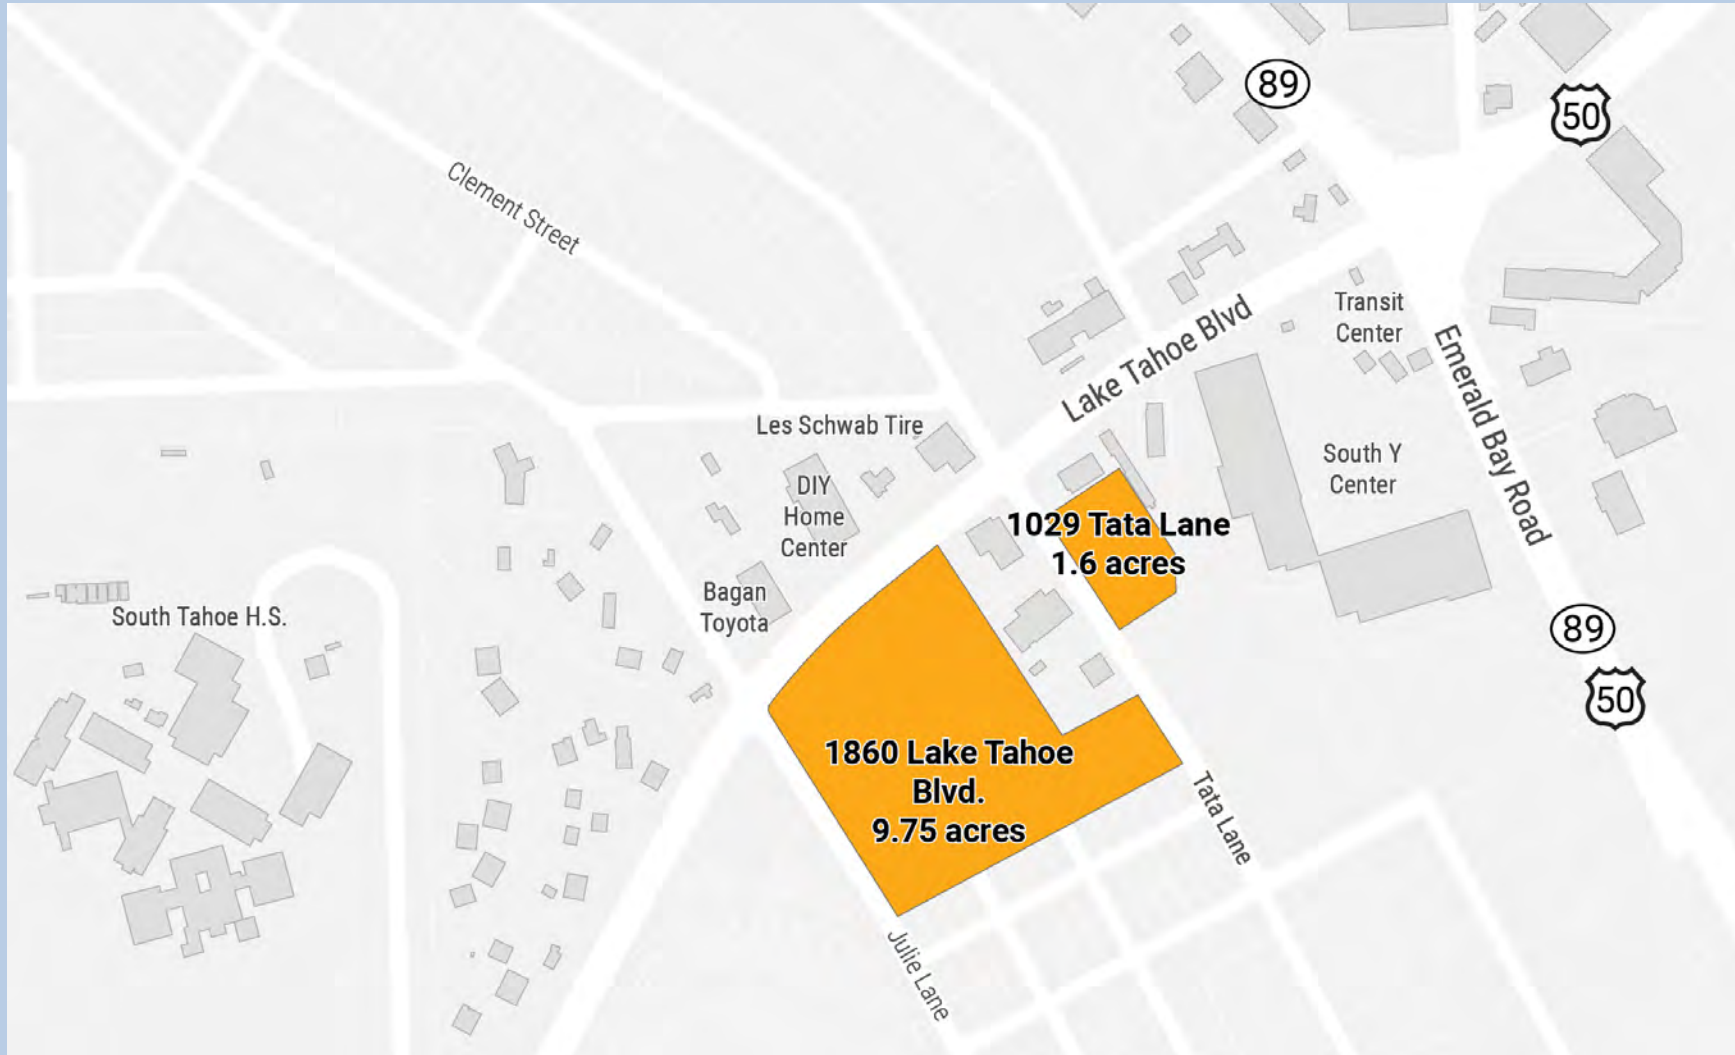 89
50
Clement Street
Transit
Center
Lake Tahoe Blvd
Emerald Bay Road
Les Schwab Tire
DIY
Home
Center
South Y
Center
1029 Tata Lane
1.6 acres
Bagan
Toyota
South Tahoe H.S.
89
50
1860 Lake Tahoe
Blvd.
9.75 acres
Tata Lane
Julie Lane